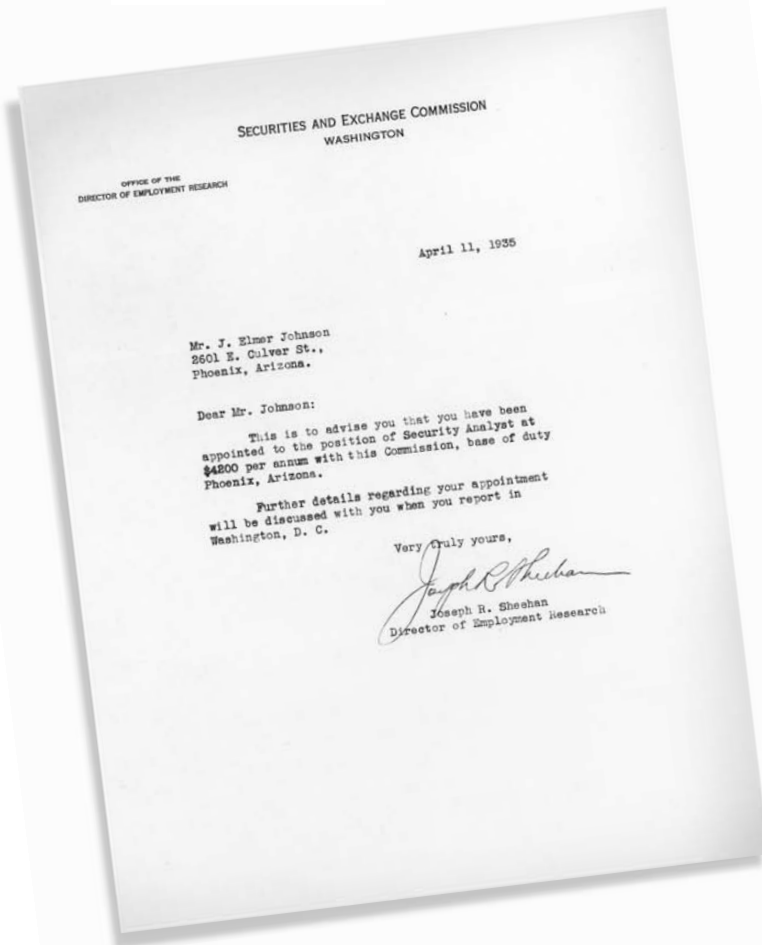 SECURITIES AND EXCHANGE COMMISSION
WASHINGTON
OFFICE OF THE
DIRECTOR OF EMPLOYMENT RESEARCH
April 11, 1935
Mr. J. Elmer Johnson
2601 E. Culver St.,
Phoenix, Arizona.
Dear Mr. Johnson:
This is to advise you that you have been
appointed to the position of Security Analyst at
$4200 per annum with this Commission, base of duty
Phoenix, Arizona.
Further details regarding your appointment
will be discussed with you when you report in
Washington, D. C.
Very truly yours,
Joseph R Sheehan
Joseph R. Sheehan
Director of Employment Research